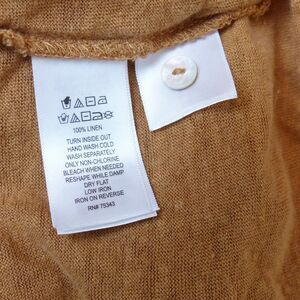 100% LINEN
TURN INSIDE OUT
HAND WASH COLD
WASH SEPARATELY
ONLY NON-CHLORINE
BLEACH WHEN NEEDED
RESHAPE WHILE DAMP
DRY FLAT
LOW IRON
IRON ON REVERSE
RN# 75343